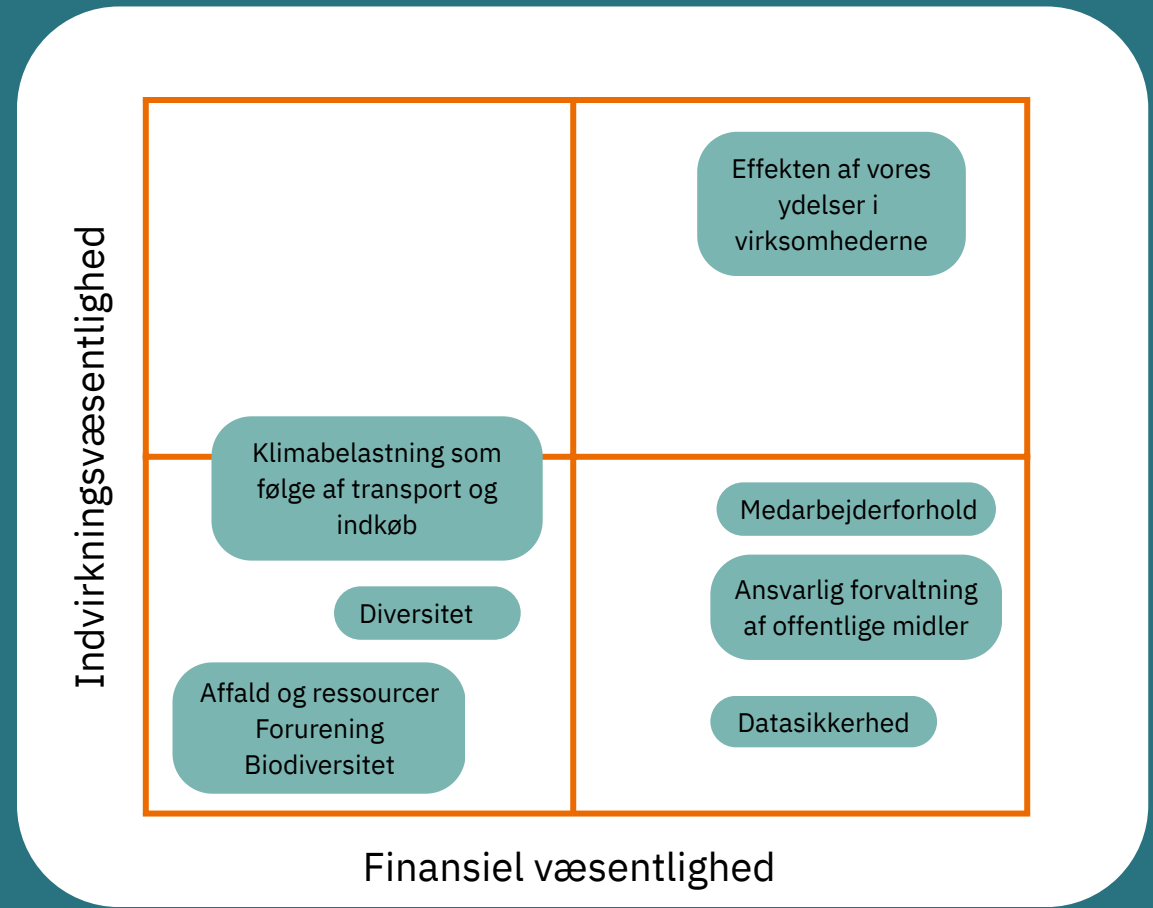 Indvirkningsvæsentlighed
Effekten af vores
ydelser i
virksomhederne
Klimabelastning som
følge af transport og
indkøb
Medarbejderforhold
Diversitet
Ansvarlig forvaltning
af offentlige midler
Affald og ressourcer
Forurening
Biodiversitet
Datasikkerhed
Finansiel væsentlighed